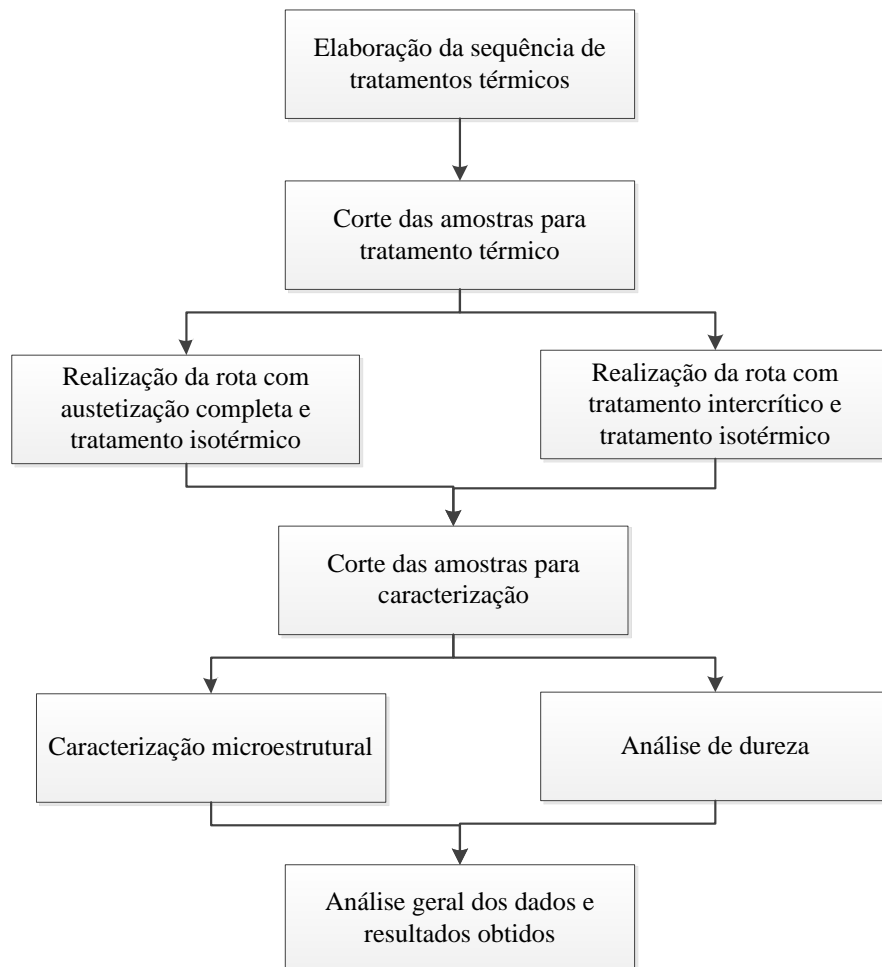 Elaboração da sequência de
tratamentos térmicos
Corte das amostras para
tratamento térmico
Realização da rota com
austetização completa e
tratamento isotérmico
Realização da rota com
tratamento intercrítico e
tratamento isotérmico
Corte das amostras para
caracterização
Caracterização microestrutural
Análise de dureza
Análise geral dos dados e
resultados obtidos